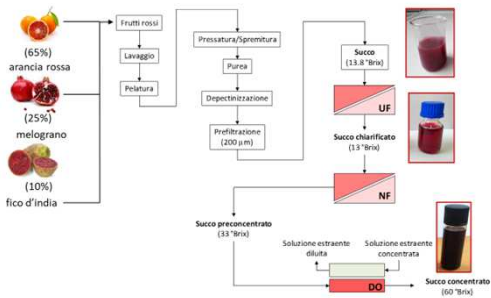 (65%)
arancia rossa
(25%)
melograno
(10%)
fico d'india
Frutti rossi
Lavaggio
Pelatura
Pressatura/Spremitura
Purea
Depectinizzazione
Prefiltrazione
(200 µm)
Succo
(13.8 °Brix)
UF
Succo chiarificato
(13 °Brix)
NF
Succo preconcentrato
(33 °Brix)
Soluzione estraente
diluita
Soluzione estraente
concentrata
DO
Succo concentrato
(60 °Brix)